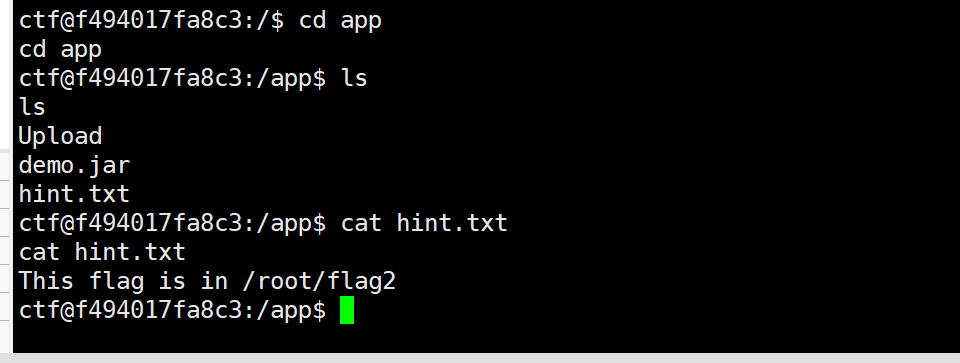 ctf@f494017fa8c3:/$ cd app
cd app
ctf@f494017fa8c3:/app$ ls
ls
Upload
demo.jar
hint.txt
ctf@f494017fa8c3:/app$ cat hint.txt
cat hint.txt
This flag is in /root/flag2
ctf@f494017fa8c3:/app$